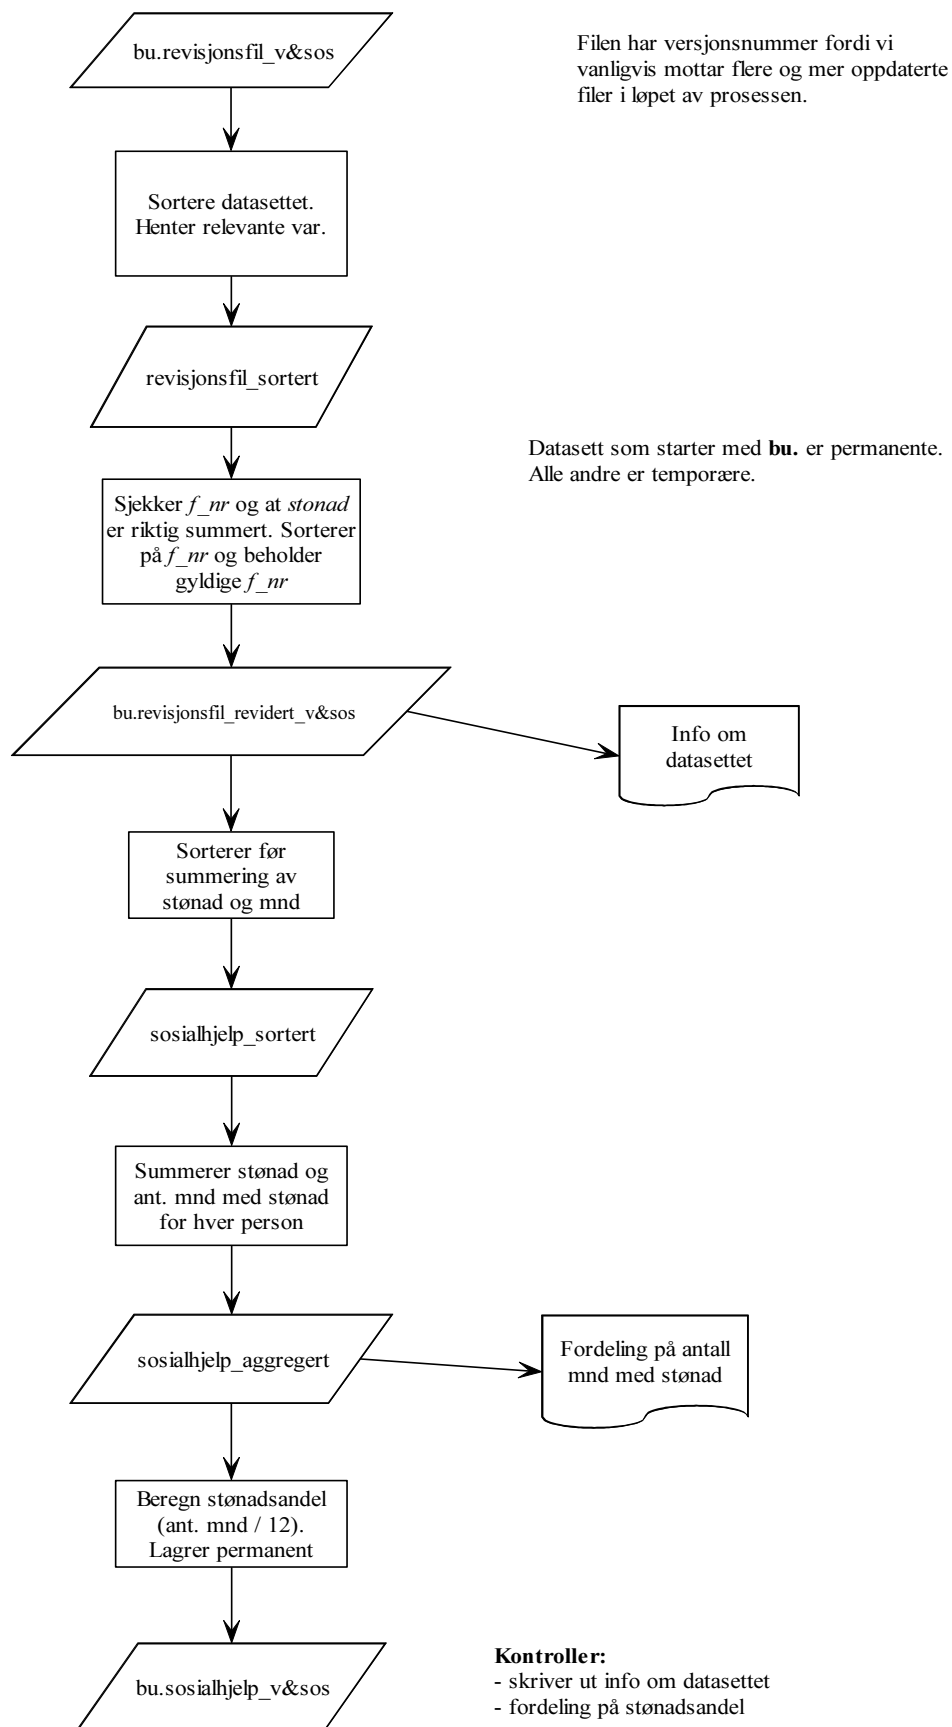 bu.revisjonsfil_v&sos
Filen har versjonsnummer fordi vi
vanligvis mottar flere og mer oppdaterte
filer i løpet av prosessen.
Sortere datasettet.
Henter relevante var.
revisjonsfil_sortert
Datasett som starter med bu. er permanente.
Alle andre er temporære.
Sjekker f_nr og at stonad
er riktig summert. Sorterer
på f_nr og beholder
gyldige f_nr
bu.revisjonsfil_revidert_v&sos
Info om
datasettet
Sorterer før
summering av
stønad og mnd
sosialhjelp_sortert
Summerer stønad og
ant. mnd med stønad
for hver person
sosialhjelp_aggregert
Fordeling på antall
mnd med stønad
Beregn stønadsandel
(ant. mnd / 12).
Lagrer permanent
bu.sosialhjelp_v&sos
Kontroller:
- skriver ut info om datasettet
- fordeling på stønadsandel